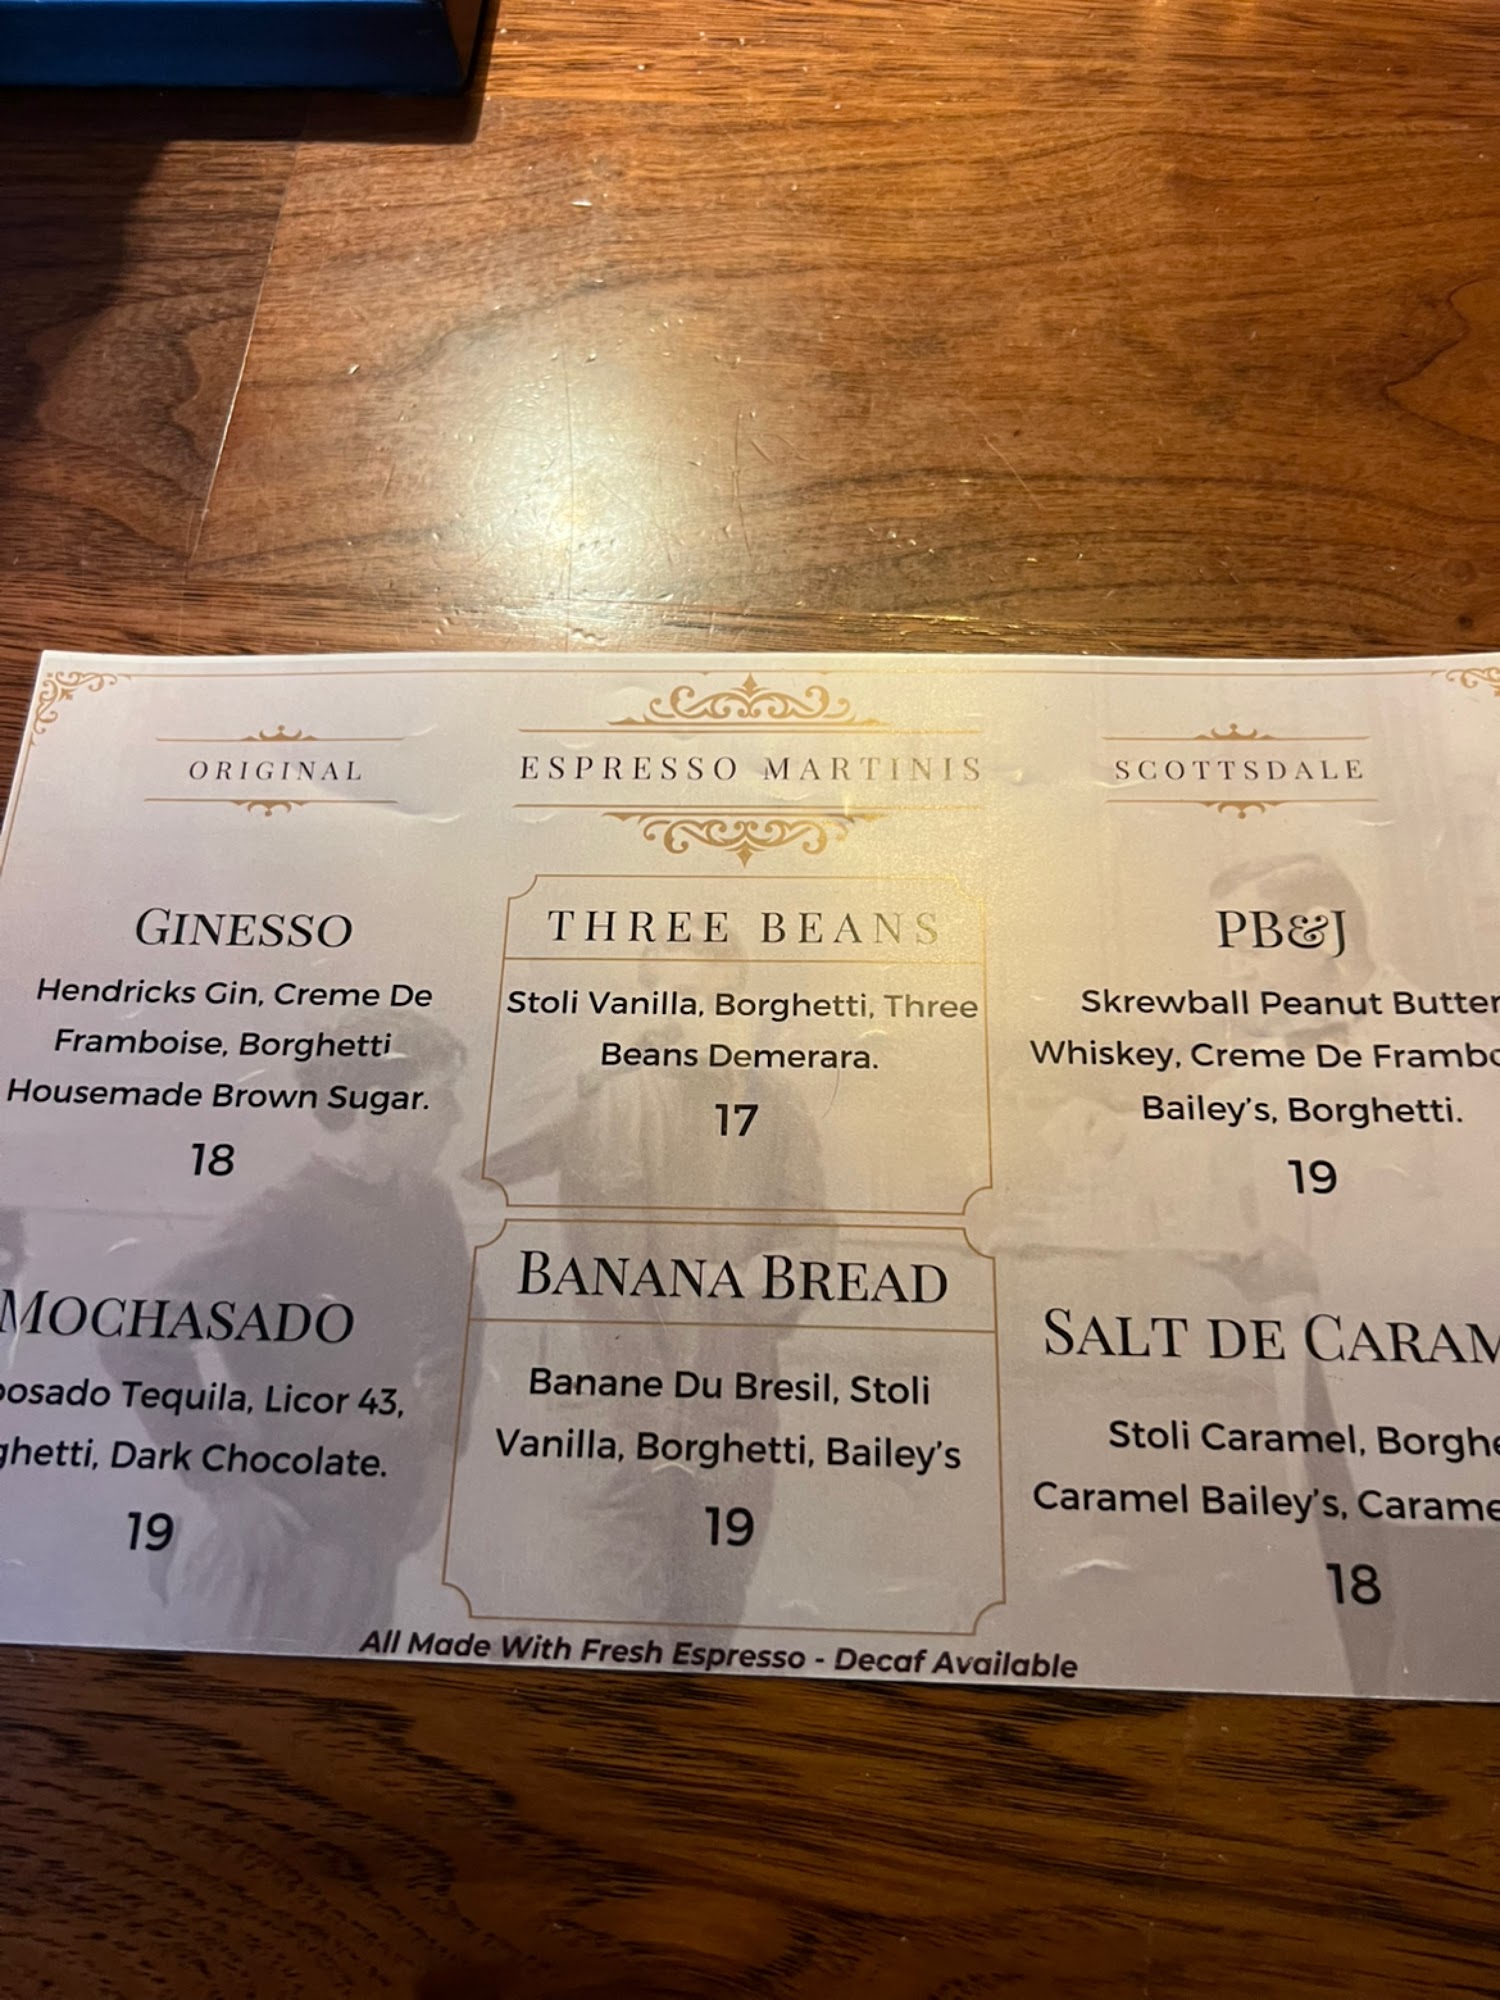 ORIGINAL
ESPRESSO MARTINIS
SCOTTSDALE
GINESSO
Hendricks Gin, Creme De
Framboise, Borghetti
Housemade Brown Sugar.
18
THREE BEANS
Stoli Vanilla, Borghetti, Three
Beans Demerara.
17
PB&J
Skrewball Peanut Butter
Whiskey, Creme De Frambo
Bailey's, Borghetti.
19
MOCHASADO
posado Tequila, Licor 43,
ghetti, Dark Chocolate.
19
BANANA BREAD
Banane Du Bresil, Stoli
Vanilla, Borghetti, Bailey's
19
SALT DE CARAM
Stoli Caramel, Borghe
Caramel Bailey's, Carame
18
All Made With Fresh Espresso - Decaf Available